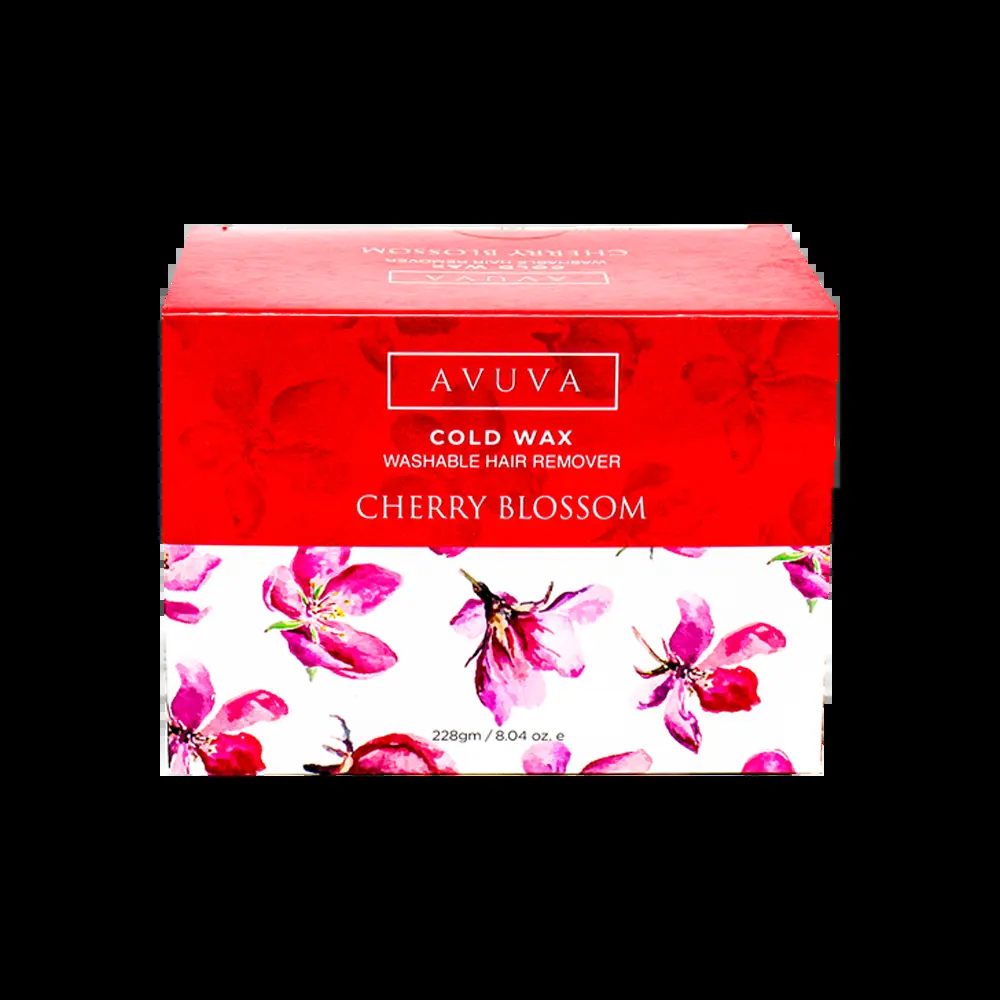 CHERRY BLOSSOM
WASHABLE HAIR REMOVER
COLD WAX
AVUVA
AVUVA
COLD WAX
WASHABLE HAIR REMOVER
CHERRY BLOSSOM
228gm / 8.04 oz. e